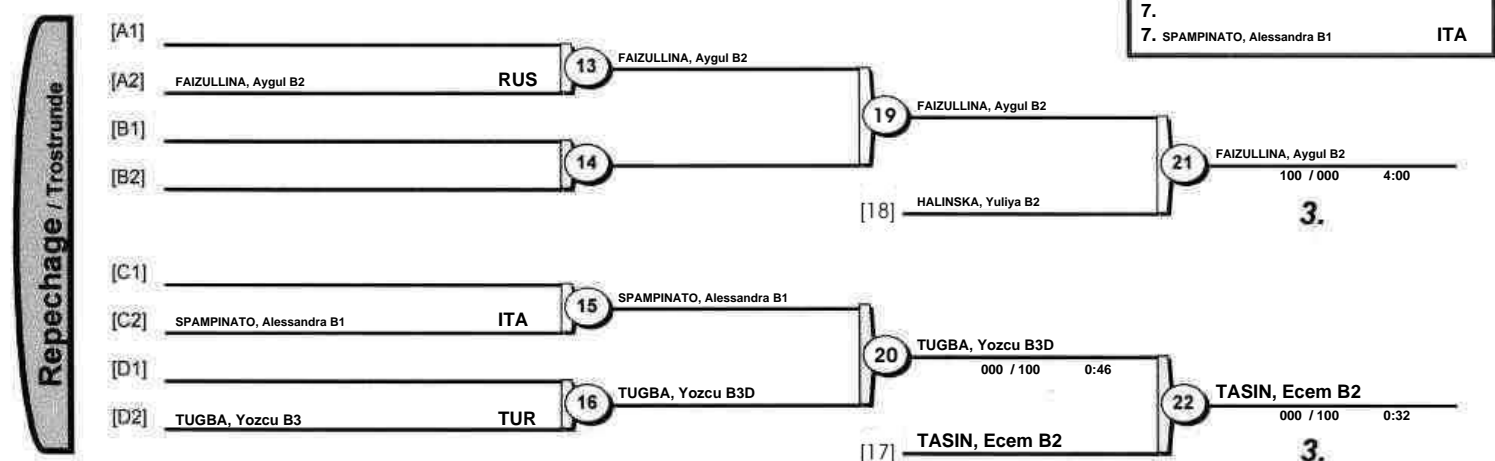 7.
7. SPAMPINATO, Alessandra B1 ITA
Repechage / Trostrunde
[A1]
[A2] FAIZULLINA, Aygul B2 RUS
13 FAIZULLINA, Aygul B2
[B1]
[B2]
14
19 FAIZULLINA, Aygul B2
[18] HALINSKA, Yuliya B2
21 FAIZULLINA, Aygul B2
100 / 000 4:00
3.
[C1]
[C2] SPAMPINATO, Alessandra B1 ITA
15 SPAMPINATO, Alessandra B1
[D1]
[D2] TUGBA, Yozcu B3 TUR
16 TUGBA, Yozcu B3D
20 TUGBA, Yozcu B3D
000 / 100 0:46
[17] TASIN, Ecem B2
22 TASIN, Ecem B2
000 / 100 0:32
3.